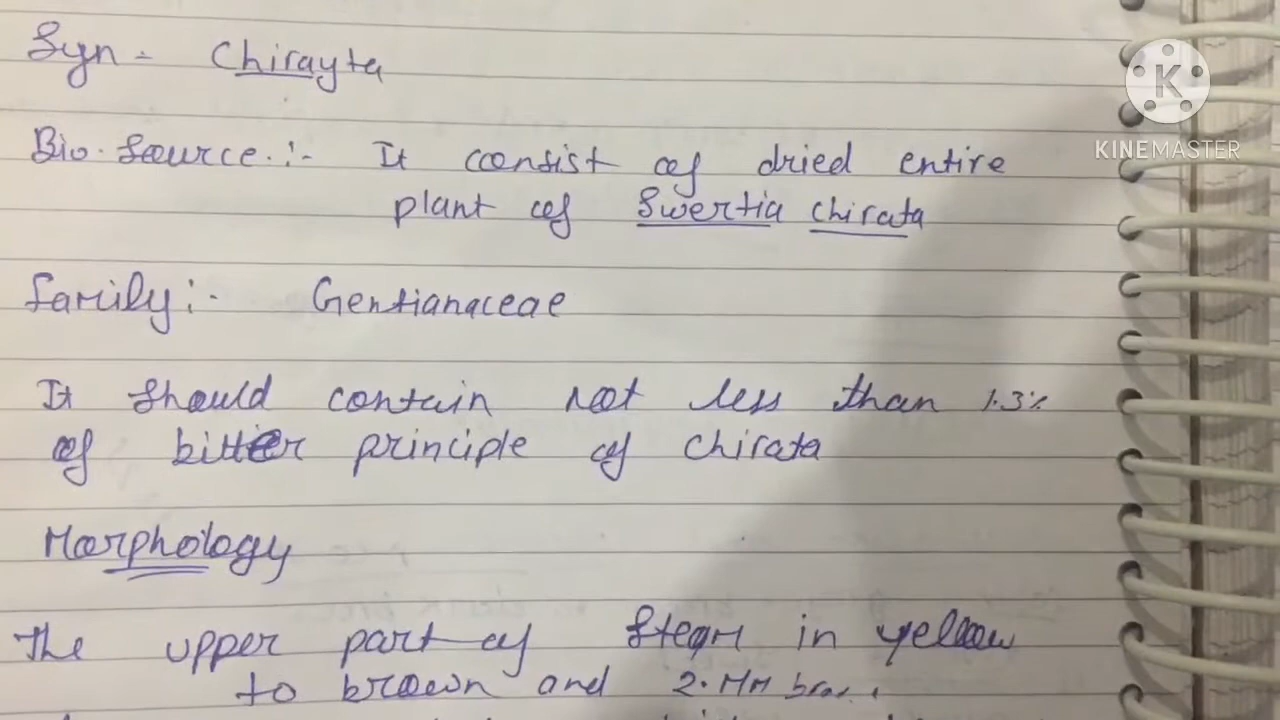 Syn - Chirayta
K
KINEMASTER
Bio. Source :- It consist of dried entire
plant of Swertia chirata
Family :- Gentianaceae
It should contain not less than 1.3%
of bitter principle of Chirata
Morphology
The upper part of Steam in yellow
to brown and 2. MM